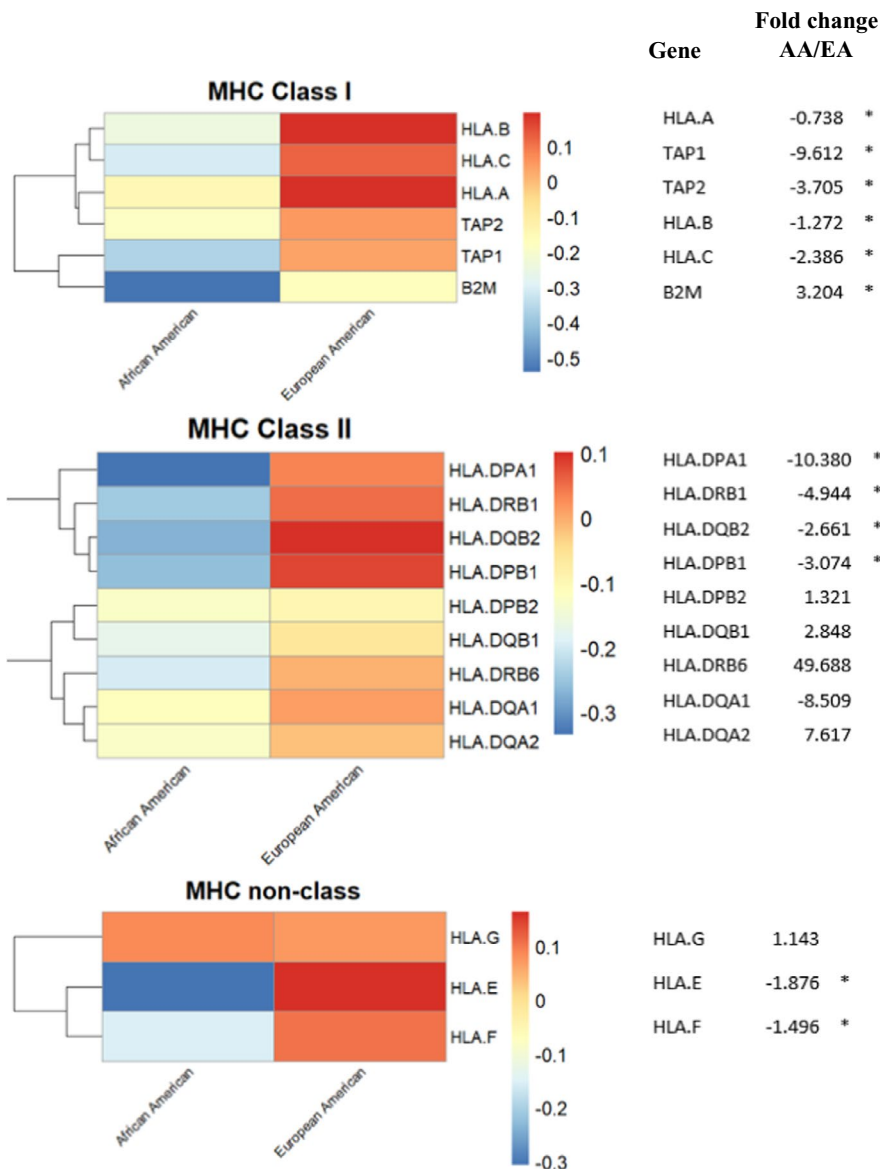 Fold change
Gene AA/EA
MHC Class I
HLA.B
HLA.C
HLA.A
TAP2
TAP1
B2M
0.1
0
-0.1
-0.2
-0.3
-0.4
-0.5
African American
European American
HLA.A -0.738 *
TAP1 -9.612 *
TAP2 -3.705 *
HLA.B -1.272 *
HLA.C -2.386 *
B2M 3.204 *
MHC Class II
HLA.DPA1
HLA.DRB1
HLA.DQB2
HLA.DPB1
HLA.DPB2
HLA.DQB1
HLA.DRB6
HLA.DQA1
HLA.DQA2
0.1
0
-0.1
-0.2
-0.3
African American
European American
HLA.DPA1 -10.380 *
HLA.DRB1 -4.944 *
HLA.DQB2 -2.661 *
HLA.DPB1 -3.074 *
HLA.DPB2 1.321
HLA.DQB1 2.848
HLA.DRB6 49.688
HLA.DQA1 -8.509
HLA.DQA2 7.617
MHC non-class
HLA.G
HLA.E
HLA.F
0.1
0
-0.1
-0.2
-0.3
African American
European American
HLA.G 1.143
HLA.E -1.876 *
HLA.F -1.496 *